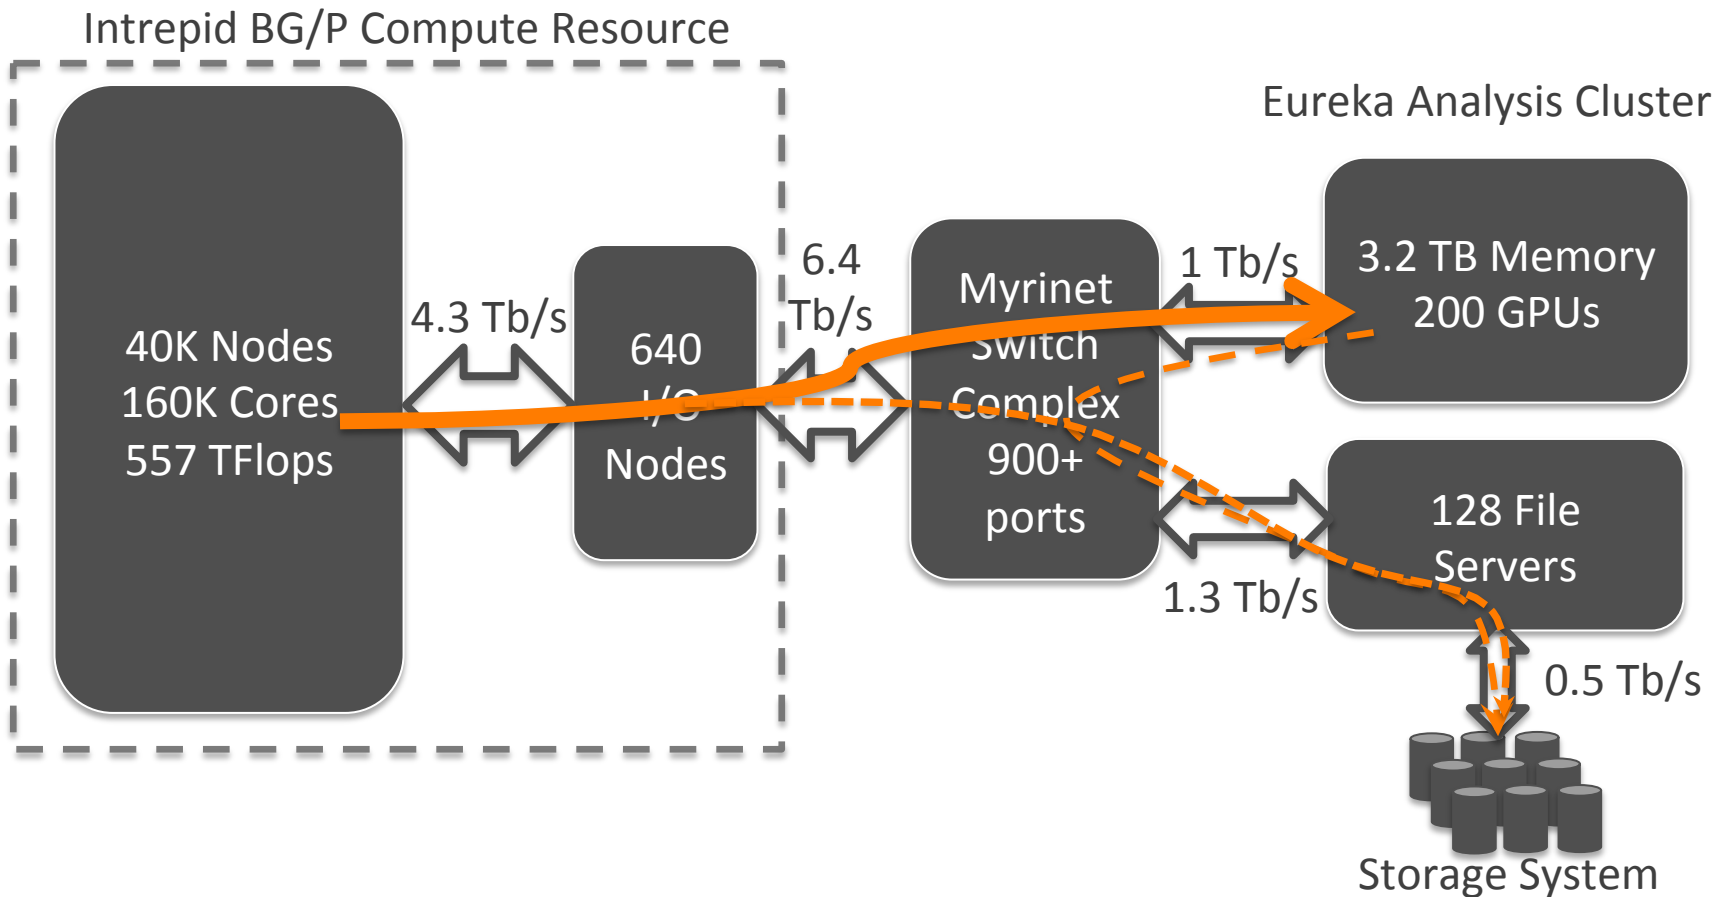 Intrepid BG/P Compute Resource
Eureka Analysis Cluster
40K Nodes
160K Cores
557 TFlops
4.3 Tb/s
640
I/O
Nodes
6.4
Tb/s
Myrinet
Switch
Complex
900+
ports
1 Tb/s
3.2 TB Memory
200 GPUs
1.3 Tb/s
128 File
Servers
0.5 Tb/s
Storage System